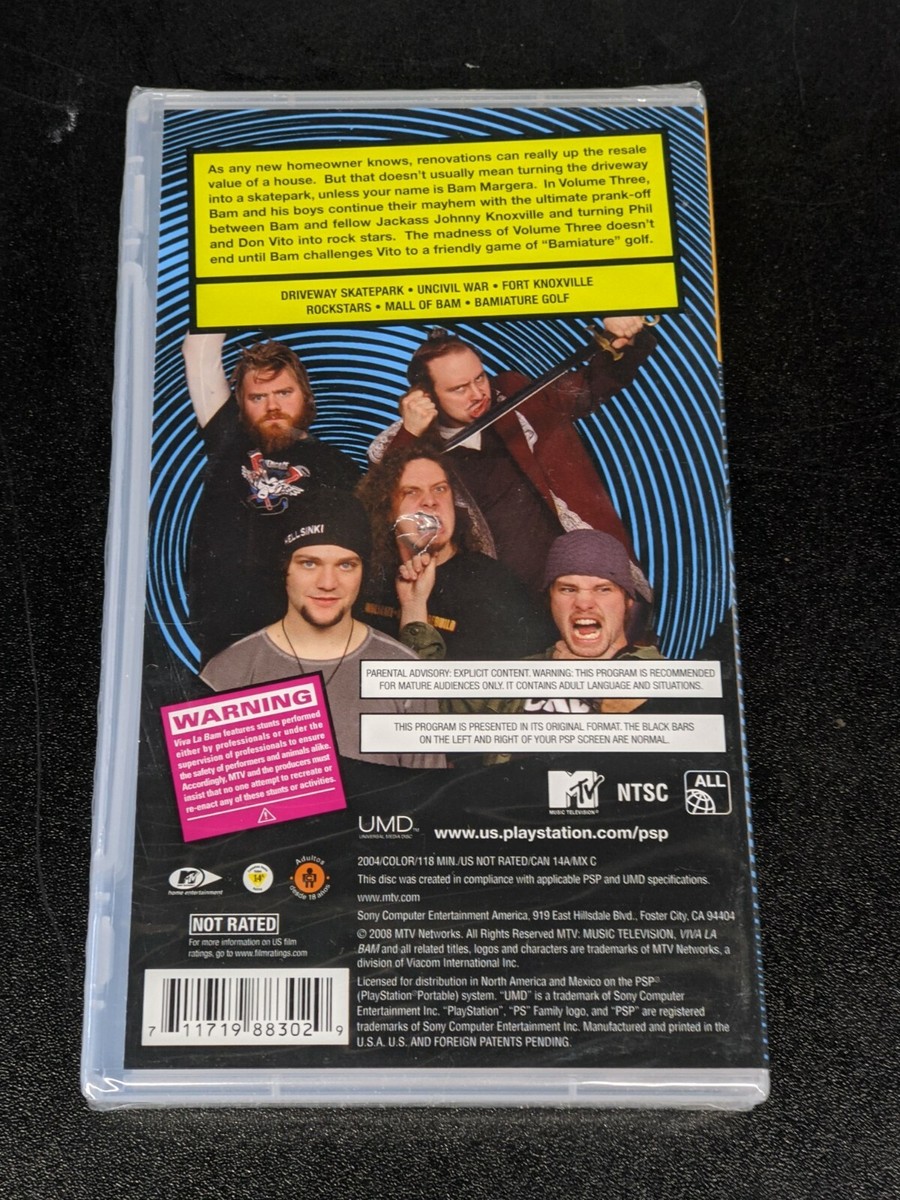 As any new homeowner knows, renovations can really up the resale
value of a house. But that doesn't usually mean turning the driveway
into a skatepark, unless your name is Bam Margera. In Volume Three,
Bam and his boys continue their mayhem with the ultimate prank-off
between Bam and fellow Jackass Johnny Knoxville and turning Phil
and Don Vito into rock stars. The madness of Volume Three doesn't
end until Bam challenges Vito to a friendly game of "Bamiature" golf.
DRIVEWAY SKATEPARK • UNCIVIL WAR • FORT KNOXVILLE
ROCKSTARS • MALL OF BAM • BAMIATURE GOLF
HELLSINKI
PARENTAL ADVISORY: EXPLICIT CONTENT. WARNING: THIS PROGRAM IS RECOMMENDED
FOR MATURE AUDIENCES ONLY. IT CONTAINS ADULT LANGUAGE AND SITUATIONS.
THIS PROGRAM IS PRESENTED IN ITS ORIGINAL FORMAT. THE BLACK BARS
ON THE LEFT AND RIGHT OF YOUR PSP SCREEN ARE NORMAL.
WARNING
Viva La Bam features stunts performed
either by professionals or under the
supervision of professionals to ensure
the safety of performers and animals alike.
Accordingly, MTV and the producers must
insist that no one attempt to recreate or
re-enact any of these stunts or activities.
MTV
MUSIC TELEVISION®
NTSC
ALL
UMD™
UNIVERSAL MEDIA DISC
www.us.playstation.com/psp
MTV
home entertainment
14
Adultos
desde 18 años
NOT RATED
For more information on US film
ratings, go to www.filmratings.com
2004/COLOR/118 MIN./US NOT RATED/CAN 14A/MX C
This disc was created in compliance with applicable PSP and UMD specifications.
www.mtv.com
Sony Computer Entertainment America, 919 East Hillsdale Blvd., Foster City, CA 94404
© 2008 MTV Networks. All Rights Reserved MTV: MUSIC TELEVISION, VIVA LA
BAM and all related titles, logos and characters are trademarks of MTV Networks, a
division of Viacom International Inc.
Licensed for distribution in North America and Mexico on the PSP®
(PlayStation®Portable) system. "UMD" is a trademark of Sony Computer
Entertainment Inc. "PlayStation", "PS" Family logo, and "PSP" are registered
trademarks of Sony Computer Entertainment Inc. Manufactured and printed in the
U.S.A. U.S. AND FOREIGN PATENTS PENDING.
7 11719 88302 9